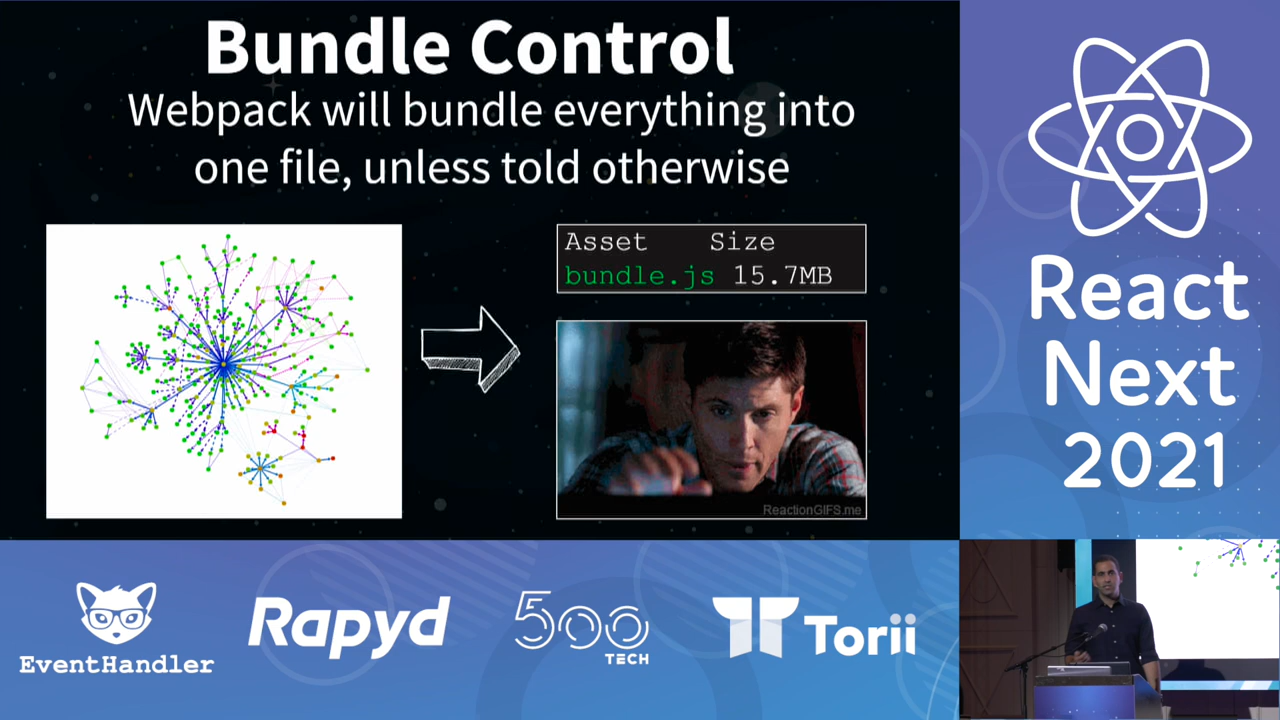 Bundle Control
Webpack will bundle everything into
one file, unless told otherwise
Asset Size
bundle.js 15.7MB
ReactionGIFS.me
React
Next
2021
EventHandler
Rapyd
500
TECH
Torii